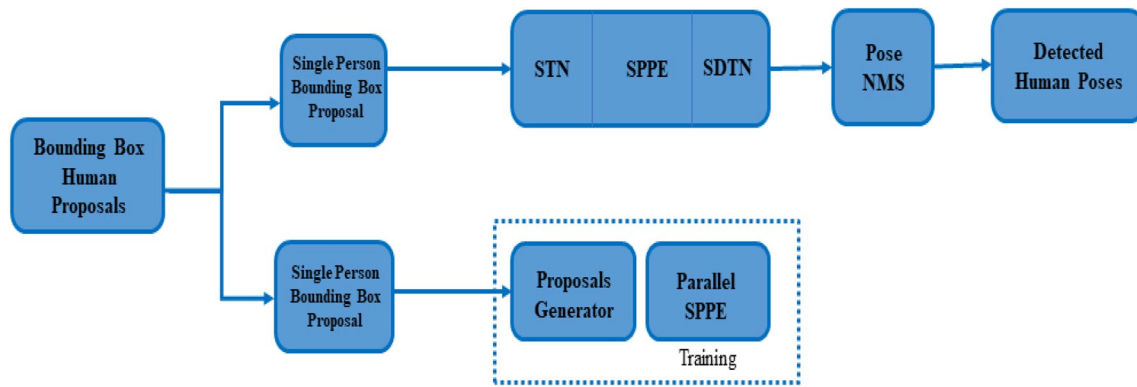 Bounding Box
Human
Proposals
Single Person
Bounding Box
Proposal
STN
SPPE
SDTN
Pose
NMS
Detected
Human Poses
Single Person
Bounding Box
Proposal
Proposals
Generator
Parallel
SPPE
Training